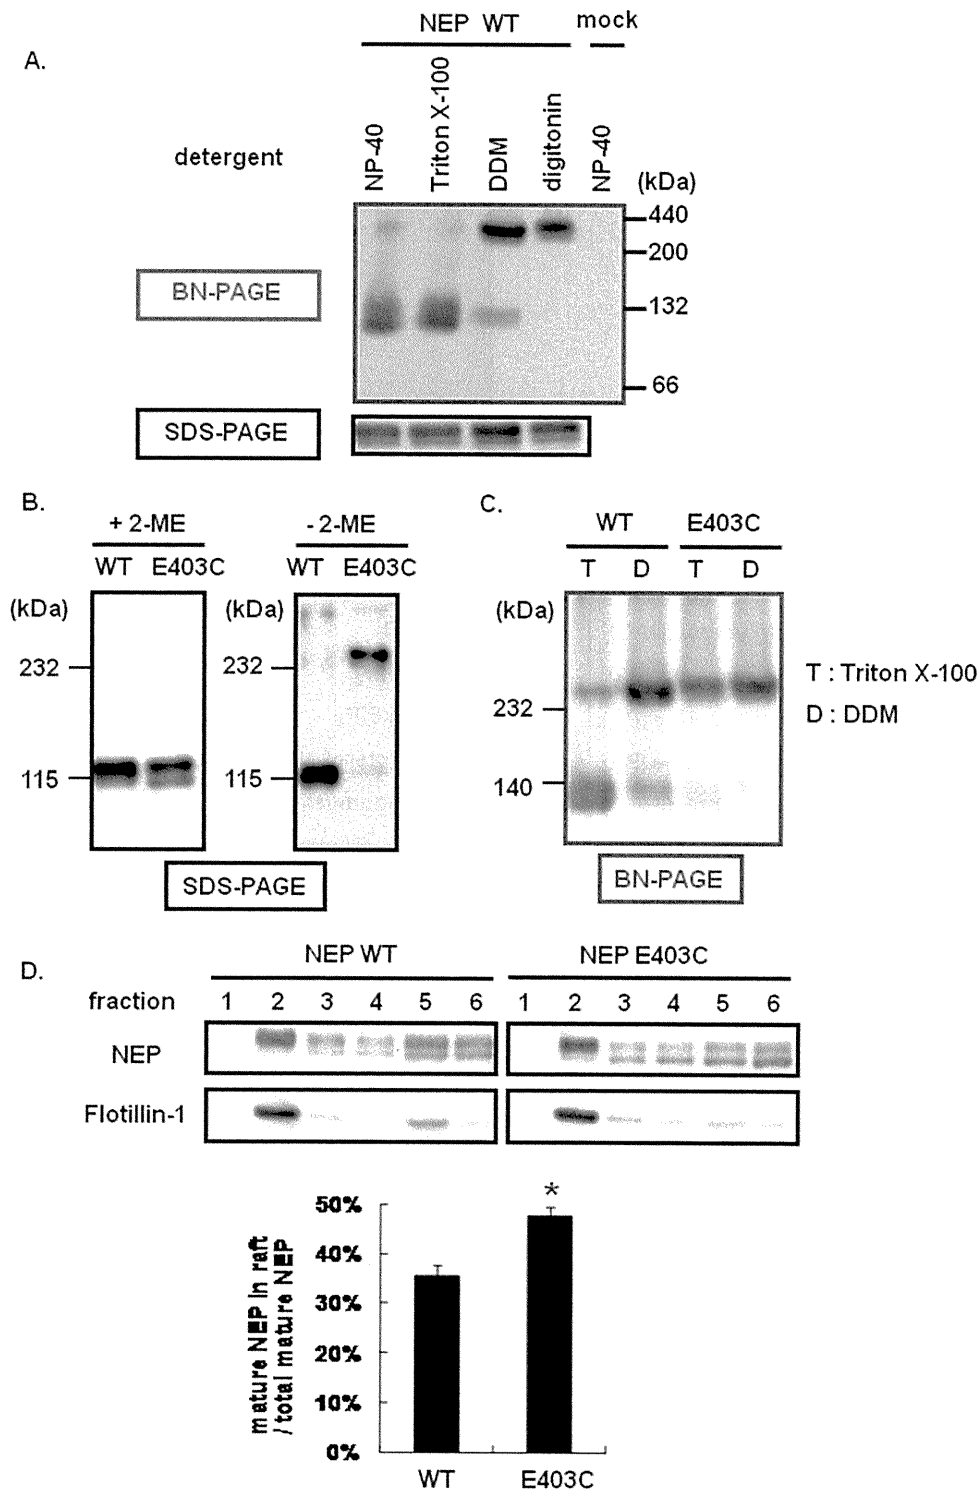 NEP WT mock
A.
detergent NP-40 Triton X-100 DDM digitonin NP-40 (kDa)
440
200
BN-PAGE
132
66
SDS-PAGE
B.
+ 2-ME - 2-ME
WT E403C WT E403C
(kDa) (kDa)
232 232
115 115
SDS-PAGE
C.
WT E403C
T D T D
(kDa)
T : Triton X-100
232
D : DDM
140
BN-PAGE
D.
NEP WT NEP E403C
fraction 1 2 3 4 5 6 1 2 3 4 5 6
NEP
Flotillin-1
mature NEP in raft
/ total mature NEP
50%
40%
30%
20%
10%
0%
*
WT E403C